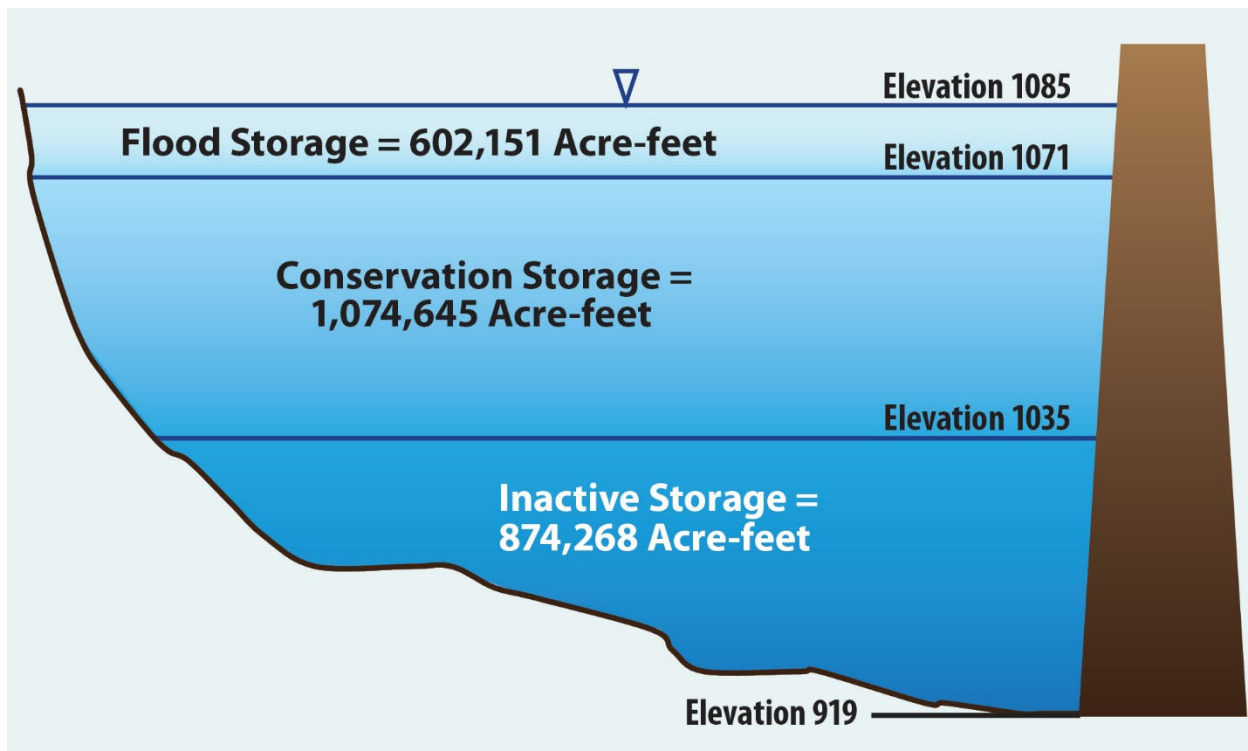 Elevation 1085
Flood Storage = 602,151 Acre-feet
Elevation 1071
Conservation Storage =
1,074,645 Acre-feet
Elevation 1035
Inactive Storage =
874,268 Acre-feet
Elevation 919